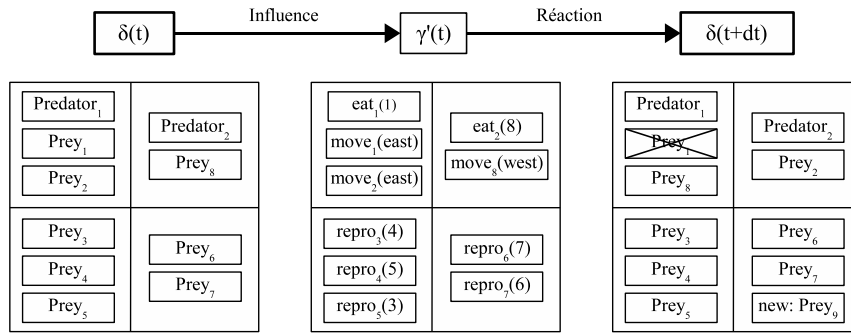 Influence
Réaction
δ(t)
γ'(t)
δ(t+dt)
Predator₁
Prey₁
Prey₂
Predator₂
Prey₈
Prey₃
Prey₄
Prey₅
Prey₆
Prey₇
eat₁(1)
move₁(east)
move₂(east)
eat₂(8)
move₈(west)
repro₃(4)
repro₄(5)
repro₅(3)
repro₆(7)
repro₇(6)
Predator₁
Prey₁
Prey₈
Predator₂
Prey₂
Prey₃
Prey₄
Prey₅
Prey₆
Prey₇
new: Prey₉